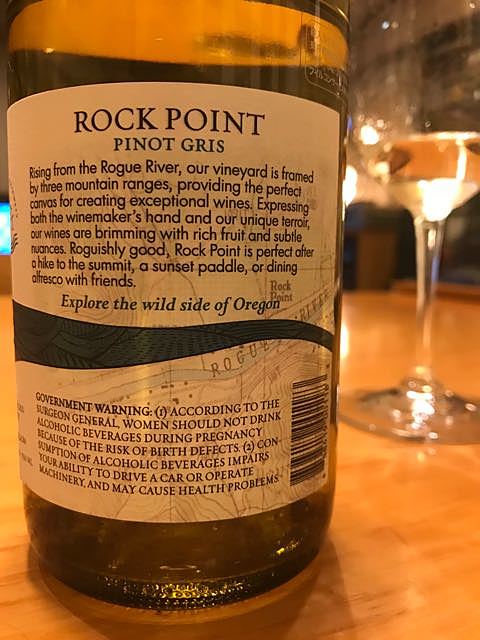 ROCK POINT
PINOT GRIS
Rising from the Rogue River, our vineyard is framed
by three mountain ranges, providing the perfect
canvas for creating exceptional wines. Expressing
both the winemaker's hand and our unique terroir,
our wines are brimming with rich fruit and subtle
nuances. Roguishly good, Rock Point is perfect after
a hike to the summit, a sunset paddle, or dining
alfresco with friends.
Rock
Point
Explore the wild side of Oregon
ROGUE RIVER
GOVERNMENT WARNING: (1) ACCORDING TO THE
SURGEON GENERAL, WOMEN SHOULD NOT DRINK
ALCOHOLIC BEVERAGES DURING PREGNANCY
BECAUSE OF THE RISK OF BIRTH DEFECTS. (2) CON
SUMPTION OF ALCOHOLIC BEVERAGES IMPAIRS
YOUR ABILITY TO DRIVE A CAR OR OPERATE
MACHINERY, AND MAY CAUSE HEALTH PROBLEMS.